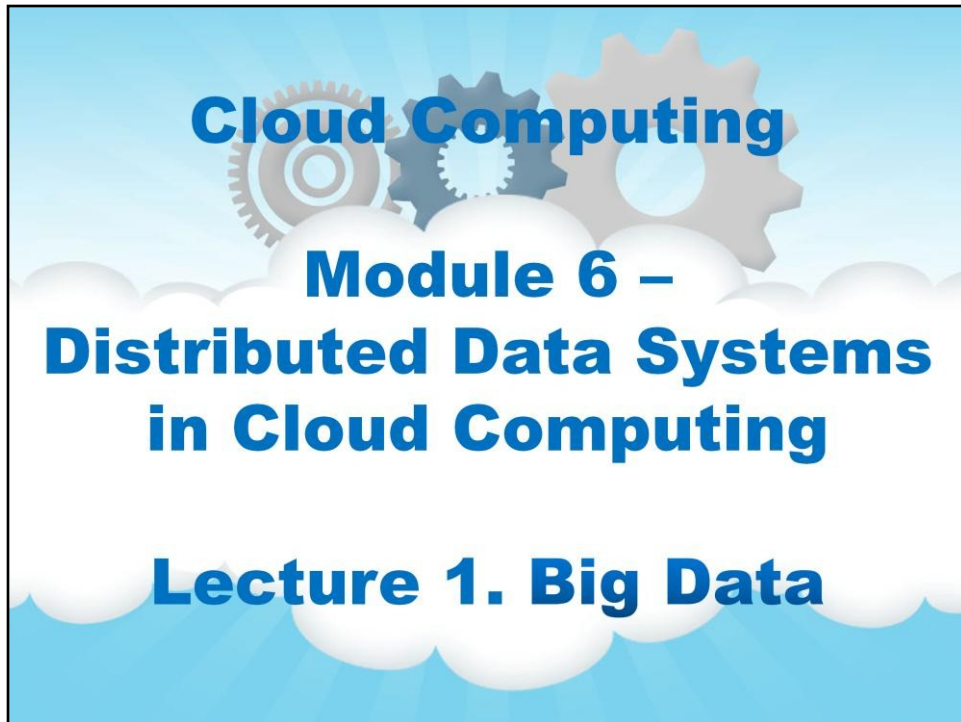 Cloud Computing
Module 6 –
Distributed Data Systems
in Cloud Computing
Lecture 1. Big Data